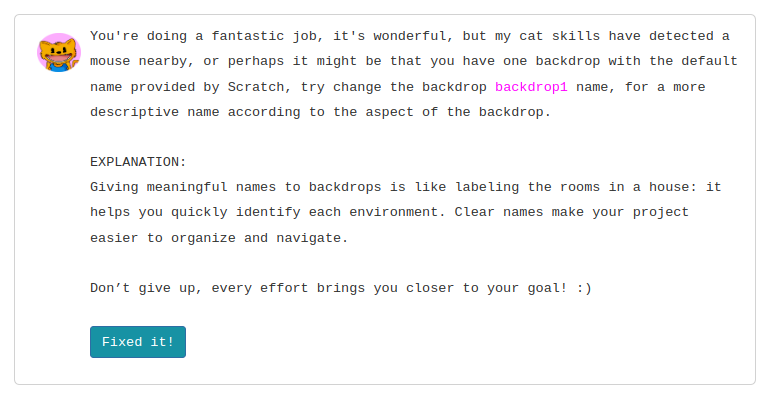 You're doing a fantastic job, it's wonderful, but my cat skills have detected a
mouse nearby, or perhaps it might be that you have one backdrop with the default
name provided by Scratch, try change the backdrop backdrop1 name, for a more
descriptive name according to the aspect of the backdrop.
EXPLANATION:
Giving meaningful names to backdrops is like labeling the rooms in a house: it
helps you quickly identify each environment. Clear names make your project
easier to organize and navigate.
Don’t give up, every effort brings you closer to your goal! :)
Fixed it!